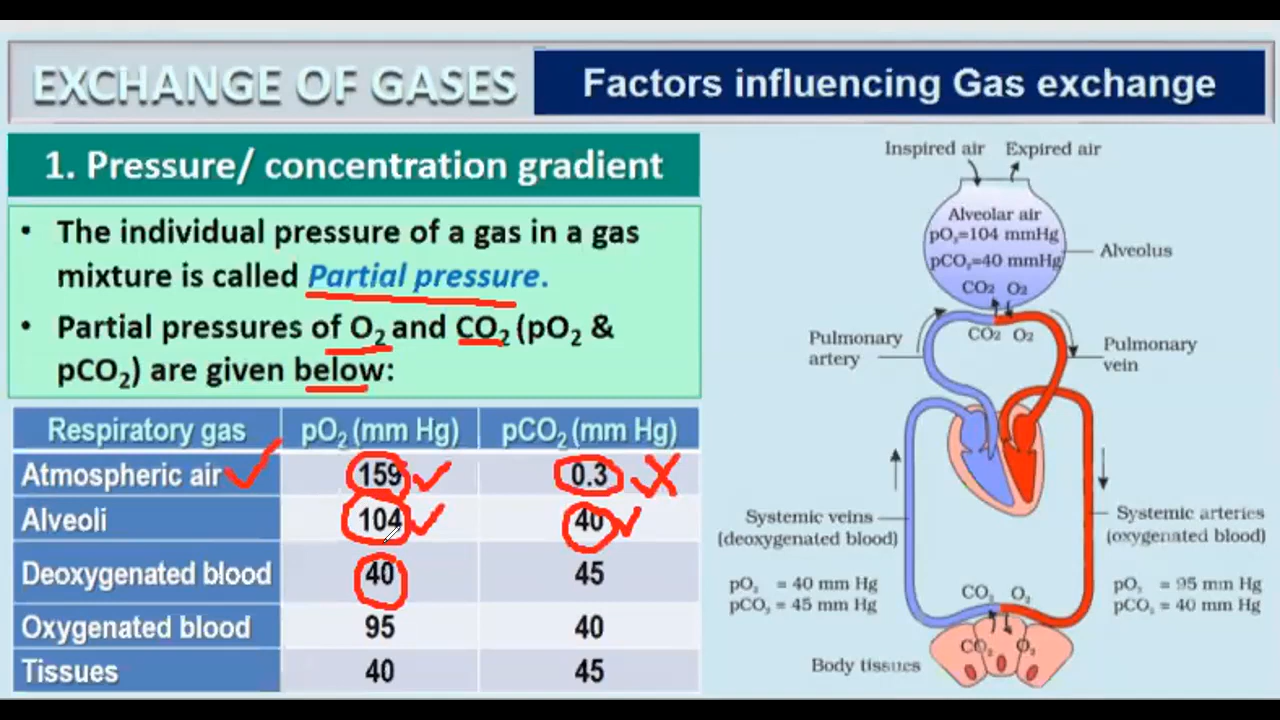 EXCHANGE OF GASES
Factors influencing Gas exchange
1. Pressure/ concentration gradient
• The individual pressure of a gas in a gas
mixture is called Partial pressure.
• Partial pressures of O₂ and CO₂ (pO₂ &
pCO₂) are given below:
Respiratory gas pO₂ (mm Hg) pCO₂ (mm Hg)
Atmospheric air 159 0.3
Alveoli 104 40
Deoxygenated blood 40 45
Oxygenated blood 95 40
Tissues 40 45
Inspired air Expired air
Alveolar air
pO₂=104 mmHg
pCO₂=40 mmHg
Alveolus
CO₂ O₂
CO₂ O₂
Pulmonary
artery
Pulmonary
vein
Systemic veins
(deoxygenated blood)
pO₂ = 40 mm Hg
pCO₂ = 45 mm Hg
Systemic arteries
(oxygenated blood)
pO₂ = 95 mm Hg
pCO₂ = 40 mm Hg
CO₂ O₂
CO₂ O₂
Body tissues